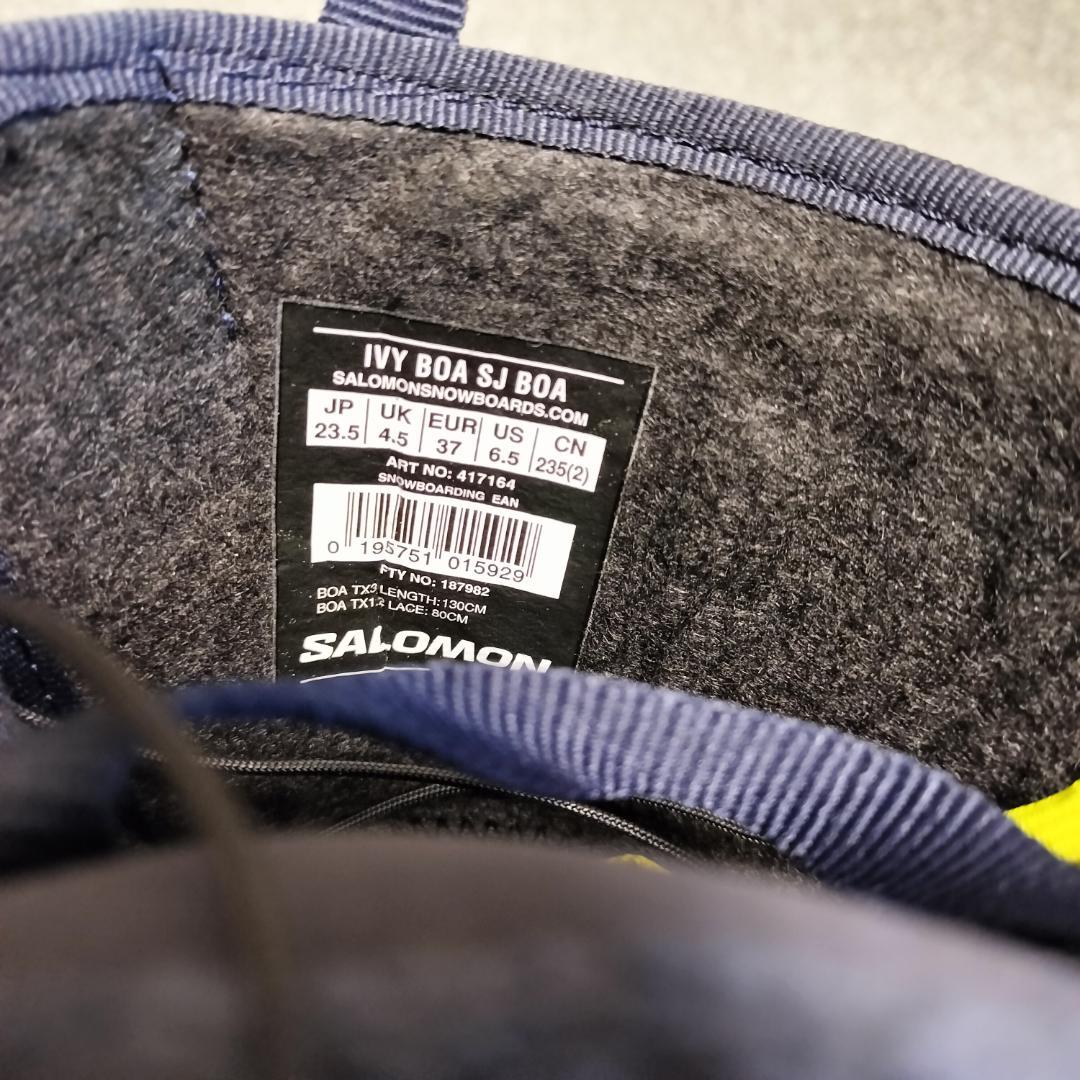 IVY BOA SJ BOA
SALOMONSNOWBOARDS.COM
JP UK EUR US CN
23.5 4.5 37 6.5 235(2)
ART NO: 417164
SNOWBOARDING EAN
0 195751 015929
FTY NO: 187982
BOA TX3 LENGTH:130CM
BOA TX1.2 LACE: 80CM
SALOMON